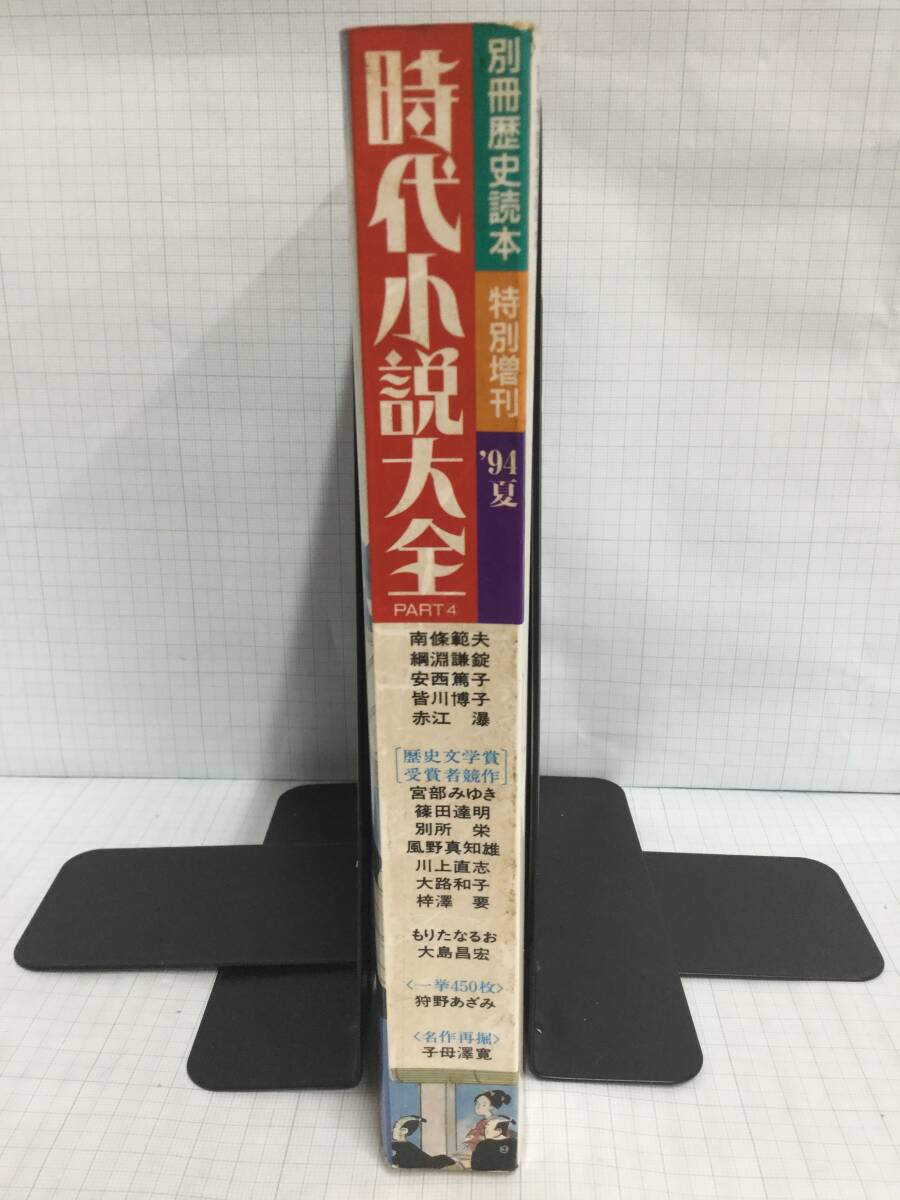 別冊歴史読本
特別増刊
’94夏
時代小説大全
PART4
南條範夫
綱淵謙錠
安西篤子
皆川博子
赤江　瀑
歴史文学賞
受賞者競作
宮部みゆき
篠田達明
別所　栄
風野真知雄
川上直志
大路和子
梓澤　要
もりたなるお
大島昌宏
〈一挙450枚〉
狩野あざみ
〈名作再掘〉
子母澤寛